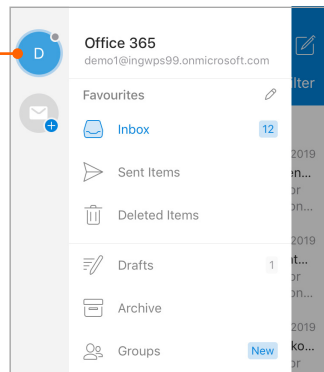 D
Office 365
demo1@ingwps99.onmicrosoft.com
Favourites
Inbox 12
Sent Items
Deleted Items
Drafts 1
Archive
Groups New
2019
2019
2019